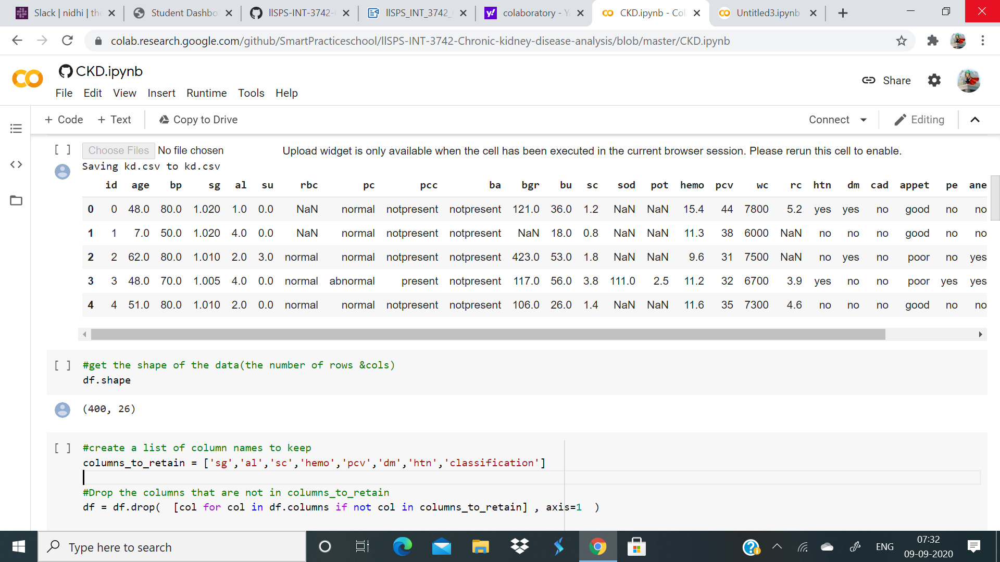 Slack | nidhi | the
Student Dashbo
llSPS-INT-3742-
llSPS_INT_3742_
colaboratory - Y
CKD.ipynb - Col
Untitled3.ipynb
colab.research.google.com/github/SmartPracticeschool/llSPS-INT-3742-Chronic-kidney-disease-analysis/blob/master/CKD.ipynb
CKD.ipynb
Share
File Edit View Insert Runtime Tools Help
+ Code + Text Copy to Drive Connect Editing
[ ] Choose Files No file chosen Upload widget is only available when the cell has been executed in the current browser session. Please rerun this cell to enable.
Saving kd.csv to kd.csv
id age bp sg al su rbc pc pcc ba bgr bu sc sod pot hemo pcv wc rc htn dm cad appet pe ane
0 0 48.0 80.0 1.020 1.0 0.0 NaN normal notpresent notpresent 121.0 36.0 1.2 NaN NaN 15.4 44 7800 5.2 yes yes no good no no
1 1 7.0 50.0 1.020 4.0 0.0 NaN normal notpresent notpresent NaN 18.0 0.8 NaN NaN 11.3 38 6000 NaN no no no good no no
2 2 62.0 80.0 1.010 2.0 3.0 normal normal notpresent notpresent 423.0 53.0 1.8 NaN NaN 9.6 31 7500 NaN no yes no poor no yes
3 3 48.0 70.0 1.005 4.0 0.0 normal abnormal present notpresent 117.0 56.0 3.8 111.0 2.5 11.2 32 6700 3.9 yes no no poor yes yes
4 4 51.0 80.0 1.010 2.0 0.0 normal normal notpresent notpresent 106.0 26.0 1.4 NaN NaN 11.6 35 7300 4.6 no no no good no no
[ ] #get the shape of the data(the number of rows &cols)
df.shape
(400, 26)
[ ] #create a list of column names to keep
columns_to_retain = ['sg','al','sc','hemo','pcv','dm','htn','classification']
#Drop the columns that are not in columns_to_retain
df = df.drop(  [col for col in df.columns if not col in columns_to_retain] , axis=1  )
Type here to search
ENG
07:32
09-09-2020